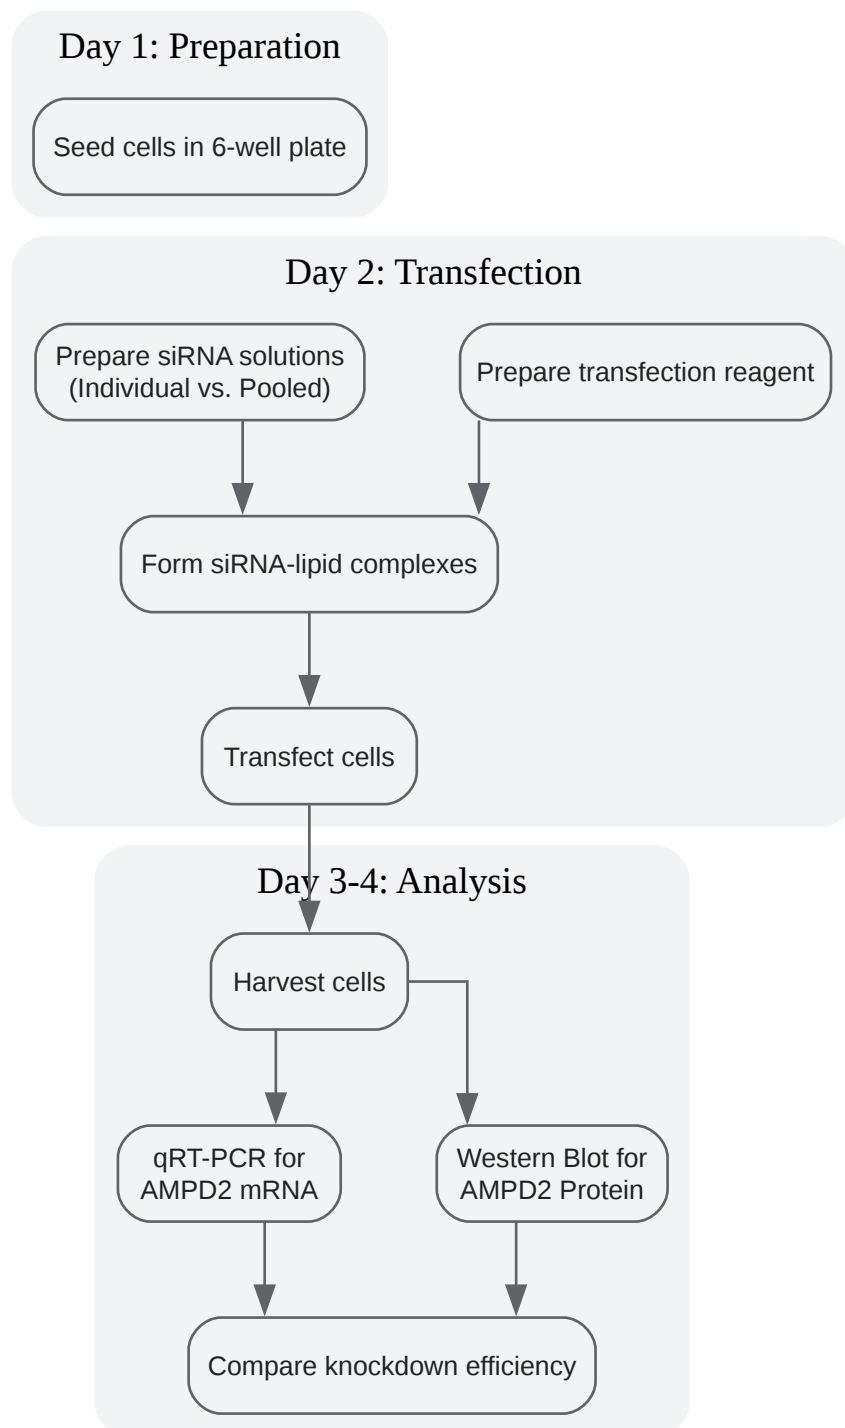 Day 1: Preparation
Seed cells in 6-well plate
Day 2: Transfection
Prepare siRNA solutions
(Individual vs. Pooled)
Prepare transfection reagent
Form siRNA-lipid complexes
Transfect cells
Day 3-4: Analysis
Harvest cells
qRT-PCR for
AMPD2 mRNA
Western Blot for
AMPD2 Protein
Compare knockdown efficiency